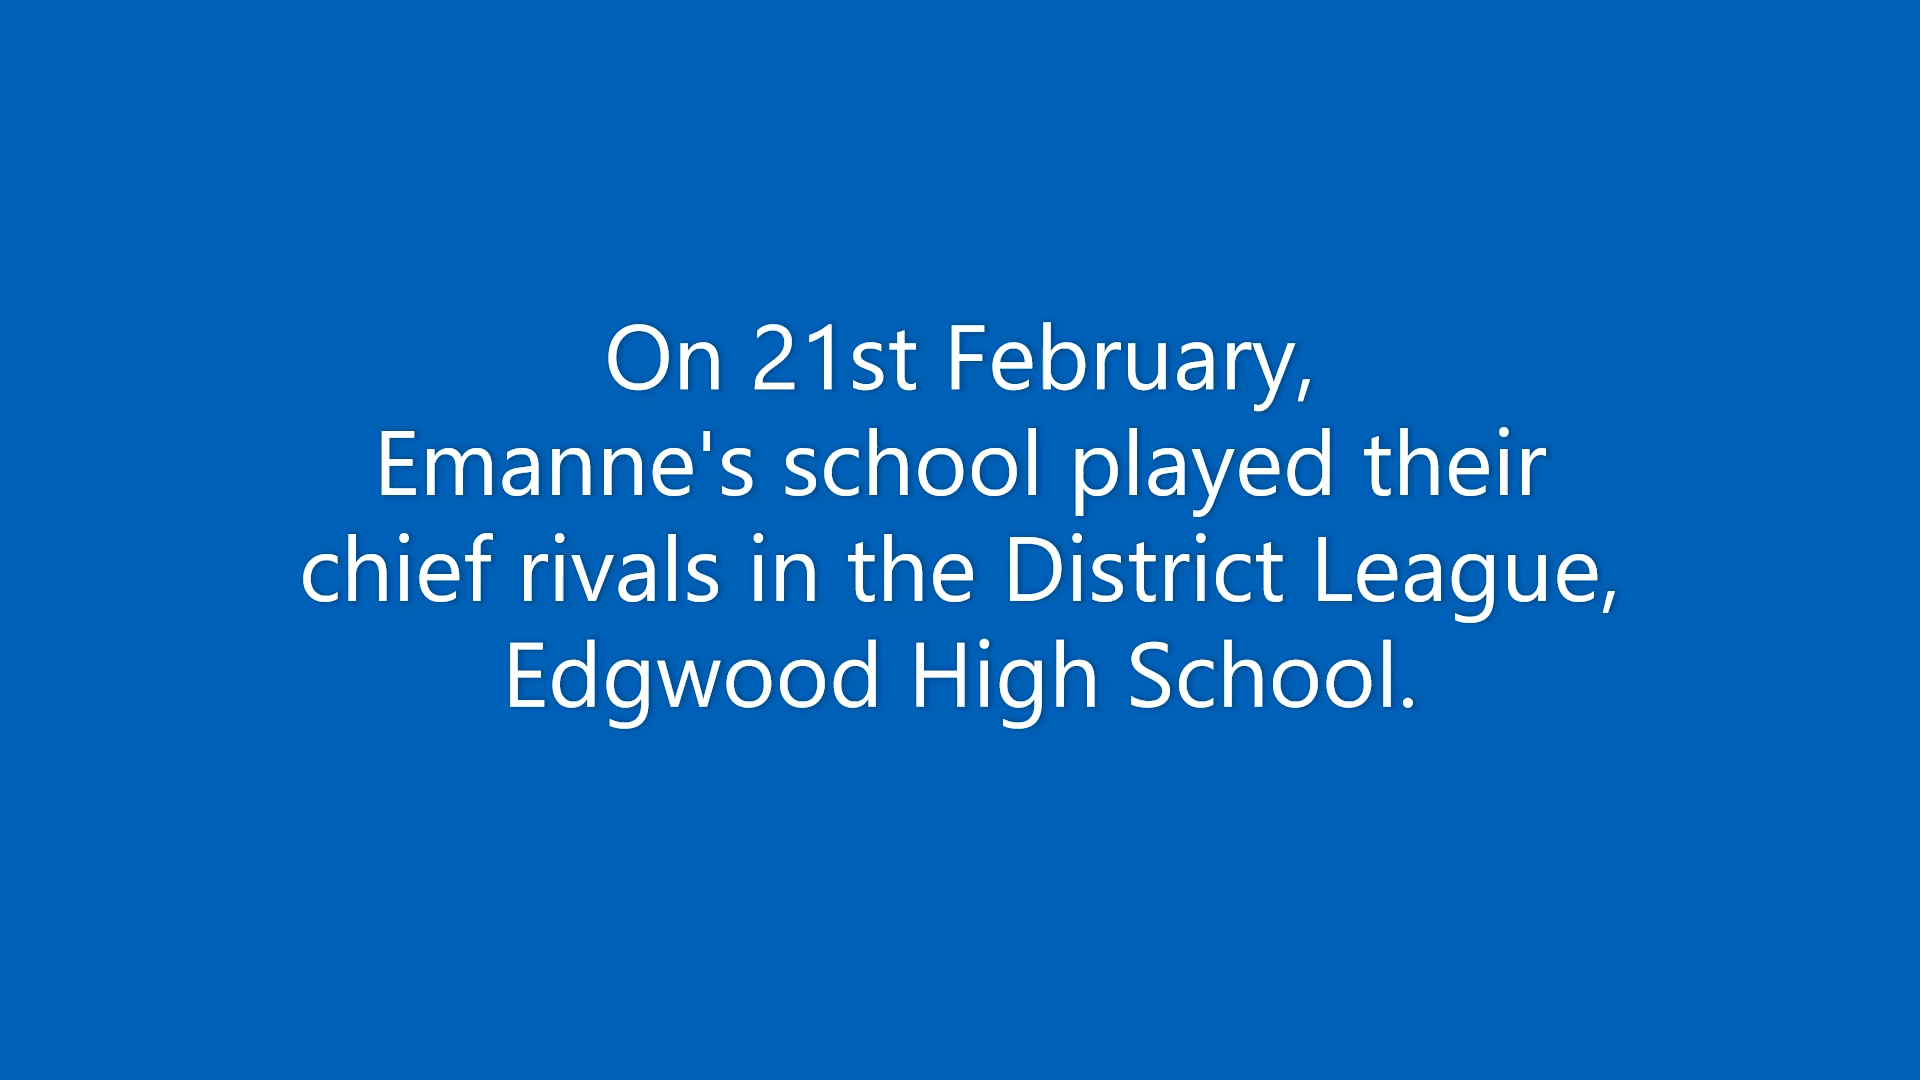 On 21st February,
Emanne's school played their
chief rivals in the District League,
Edgwood High School.